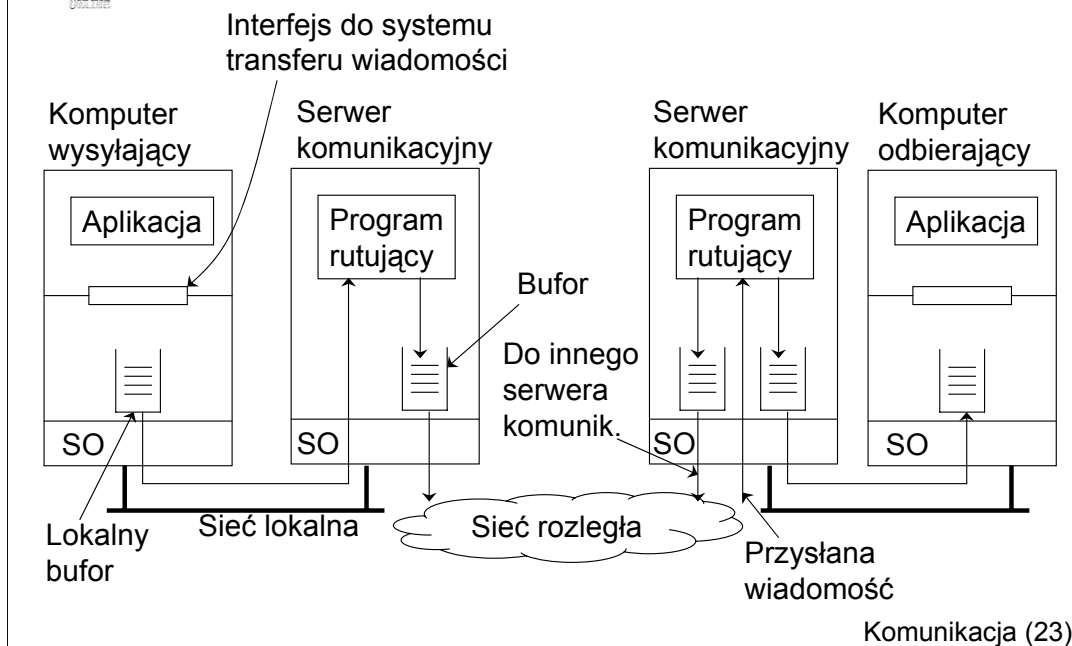 Interfejs do systemu
transferu wiadomości
Komputer
wysyłający
Serwer
komunikacyjny
Serwer
komunikacyjny
Komputer
odbierający
Aplikacja
Program
rutujący
Program
rutujący
Aplikacja
Bufor
Do innego
serwera
komunik.
SO
SO
SO
SO
Sieć lokalna
Sieć rozległa
Lokalny
bufor
Przysłana
wiadomość
Komunikacja (23)